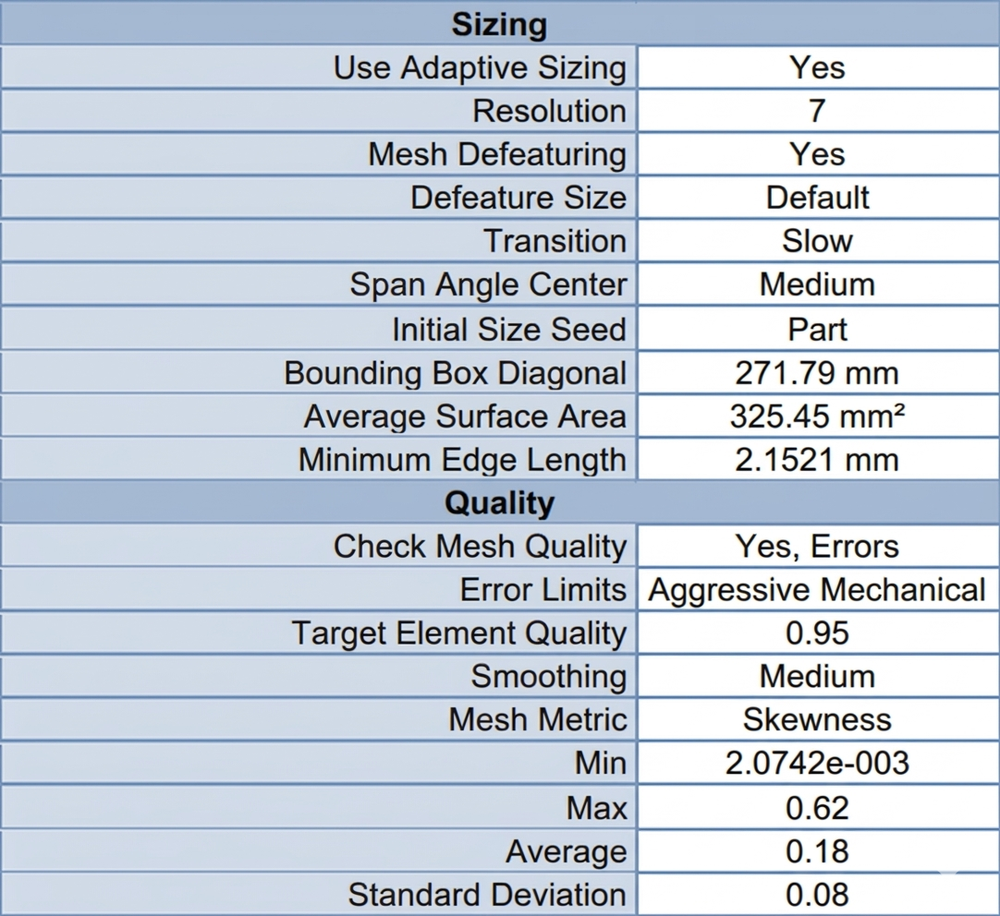 Sizing
Use Adaptive Sizing Yes
Resolution 7
Mesh Defeaturing Yes
Defeature Size Default
Transition Slow
Span Angle Center Medium
Initial Size Seed Part
Bounding Box Diagonal 271.79 mm
Average Surface Area 325.45 mm²
Minimum Edge Length 2.1521 mm
Quality
Check Mesh Quality Yes, Errors
Error Limits Aggressive Mechanical
Target Element Quality 0.95
Smoothing Medium
Mesh Metric Skewness
Min 2.0742e-003
Max 0.62
Average 0.18
Standard Deviation 0.08